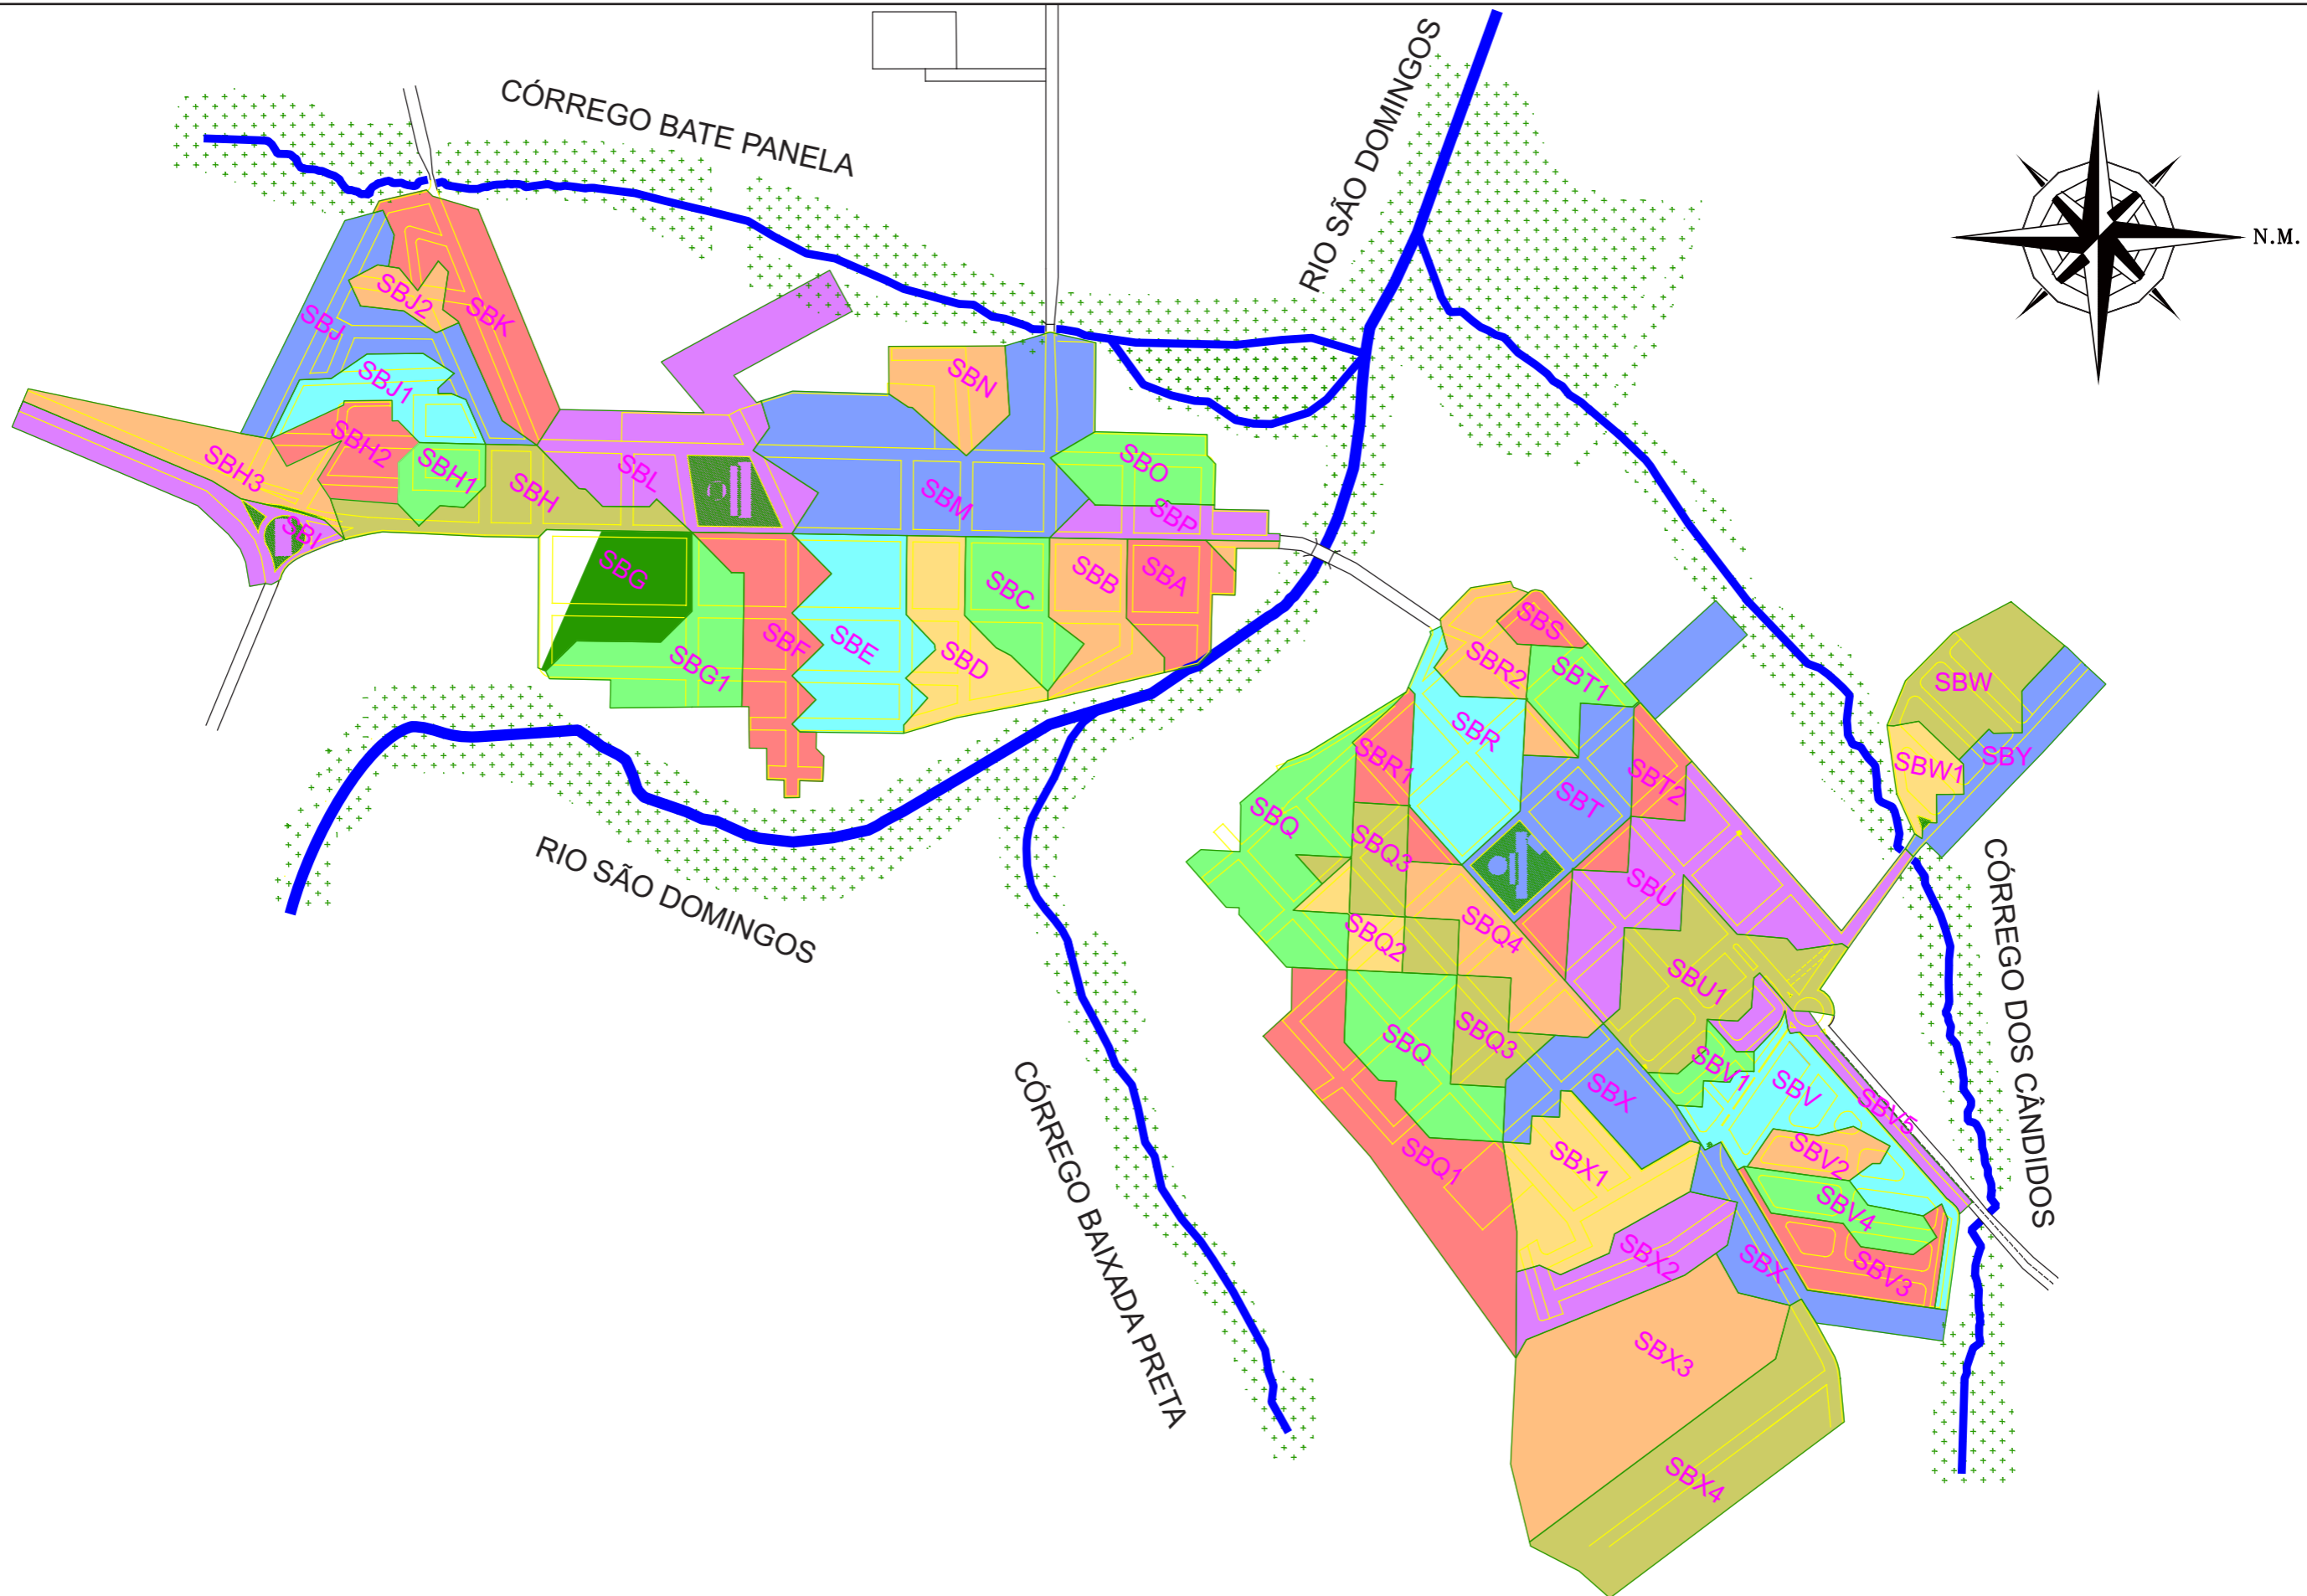 CÓRREGO BATE PANELA
RIO SÃO DOMINGOS
N.M.
SBJ2
SBJ
SBK
SBJ1
SBN
SBH2
SBH3
SBH1
SBH
SBL
SBM
SBO
SBP
SBI
SBG
SBC
SBB
SBA
SBF
SBE
SBD
SBG1
SBS
SBR2
SBT1
SBR
SBW
SBY
SBW1
SBR1
SBT
SBT2
SBQ
SBQ3
SBU
RIO SÃO DOMINGOS
SBQ2
SBQ4
SBU1
SBQ
SBQ3
CÓRREGO DOS CÂNDIDOS
SBV1
SBV
SBX
SBV5
CÓRREGO BAIXADA PRETA
SBQ1
SBX1
SBV2
SBV4
SBX2
SBX
SBV3
SBX3
SBX4